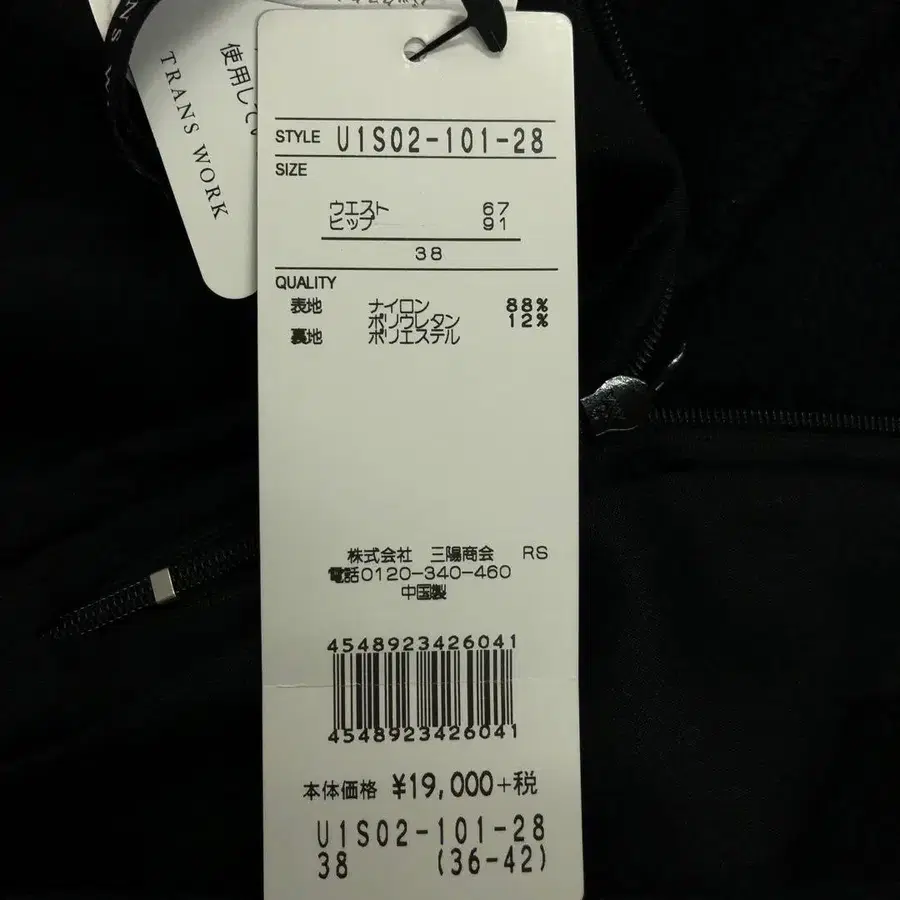 TRANS WORK
使用して
STYLE U1S02-101-28
SIZE
ウエスト 67
ヒップ 91
38
QUALITY
表地 ナイロン 88%
ポリウレタン 12%
裏地 ポリエステル
株式会社 三陽商会 RS
電話0120-340-460
中国製
4548923426041
4548923426041
本体価格 ¥19,000+税
U1S02-101-28
38 (36-42)